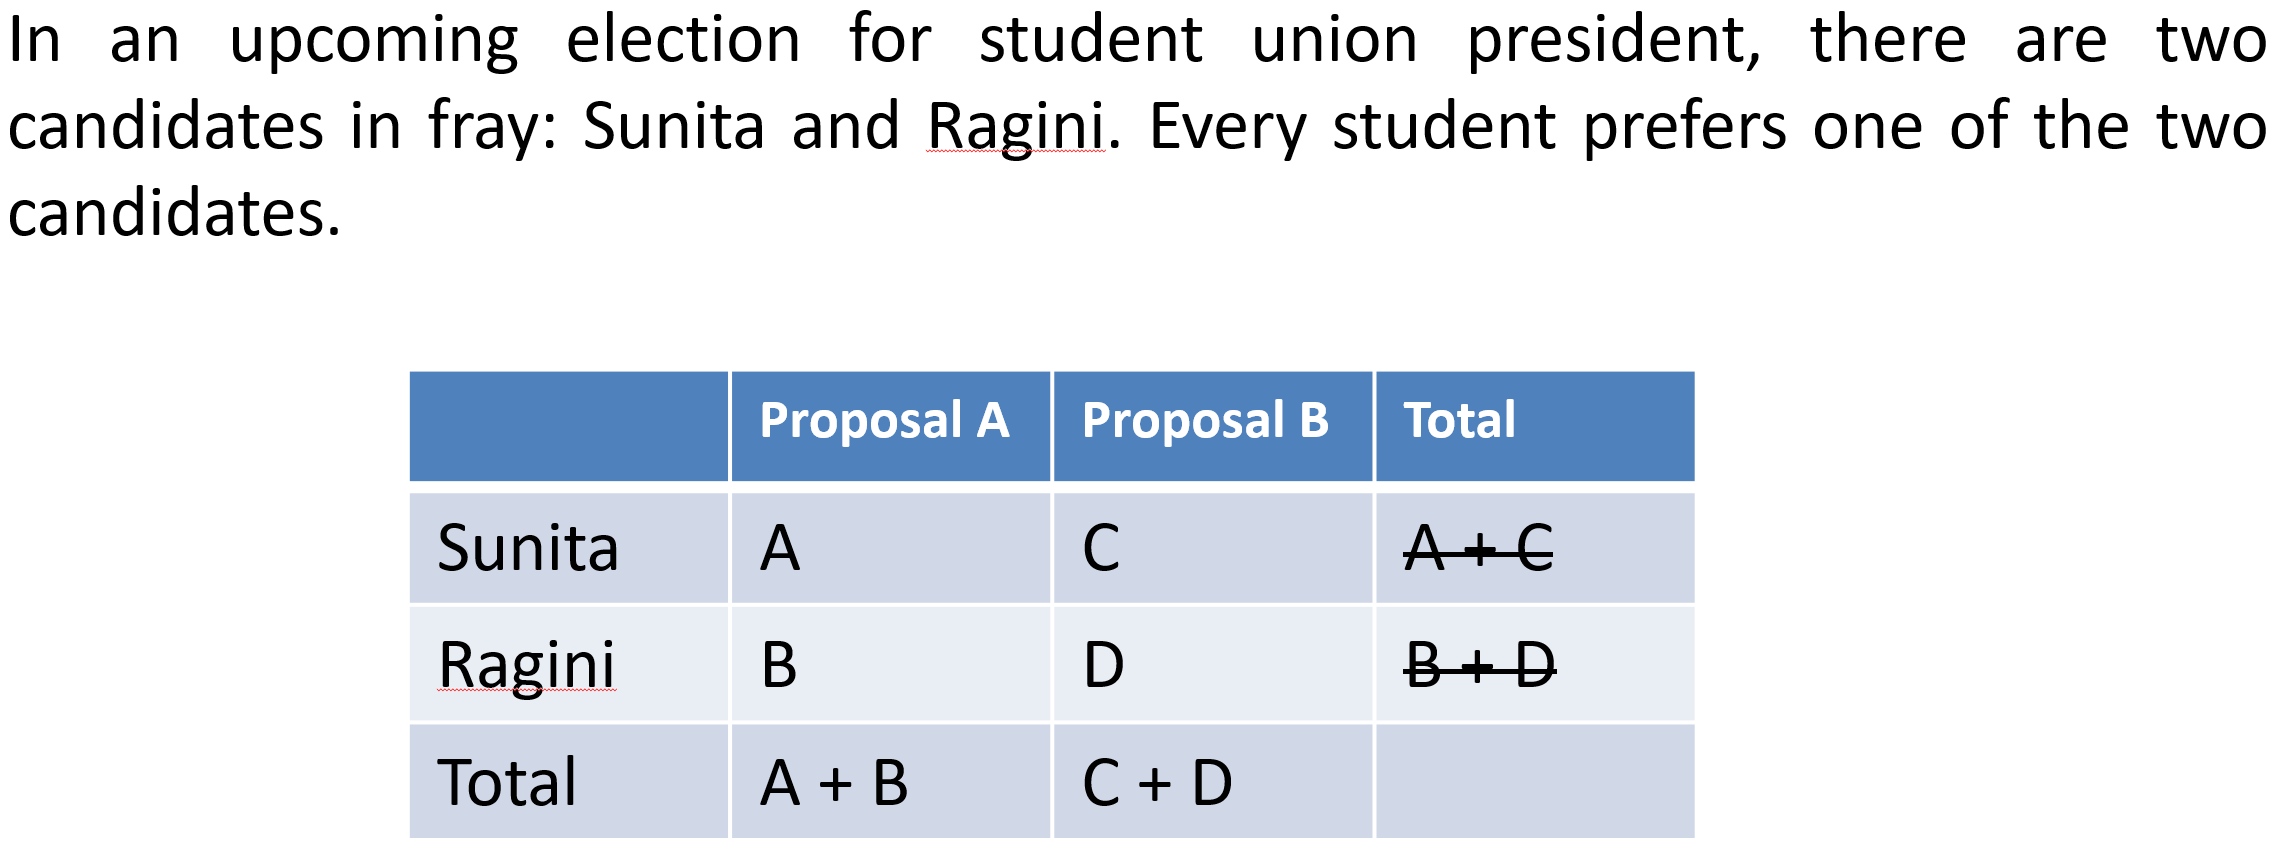 In an upcoming election for student union president, there are two
candidates in fray: Sunita and Ragini. Every student prefers one of the two
candidates.
Proposal A Proposal B Total
Sunita A C A + C
Ragini B D B + D
Total A + B C + D